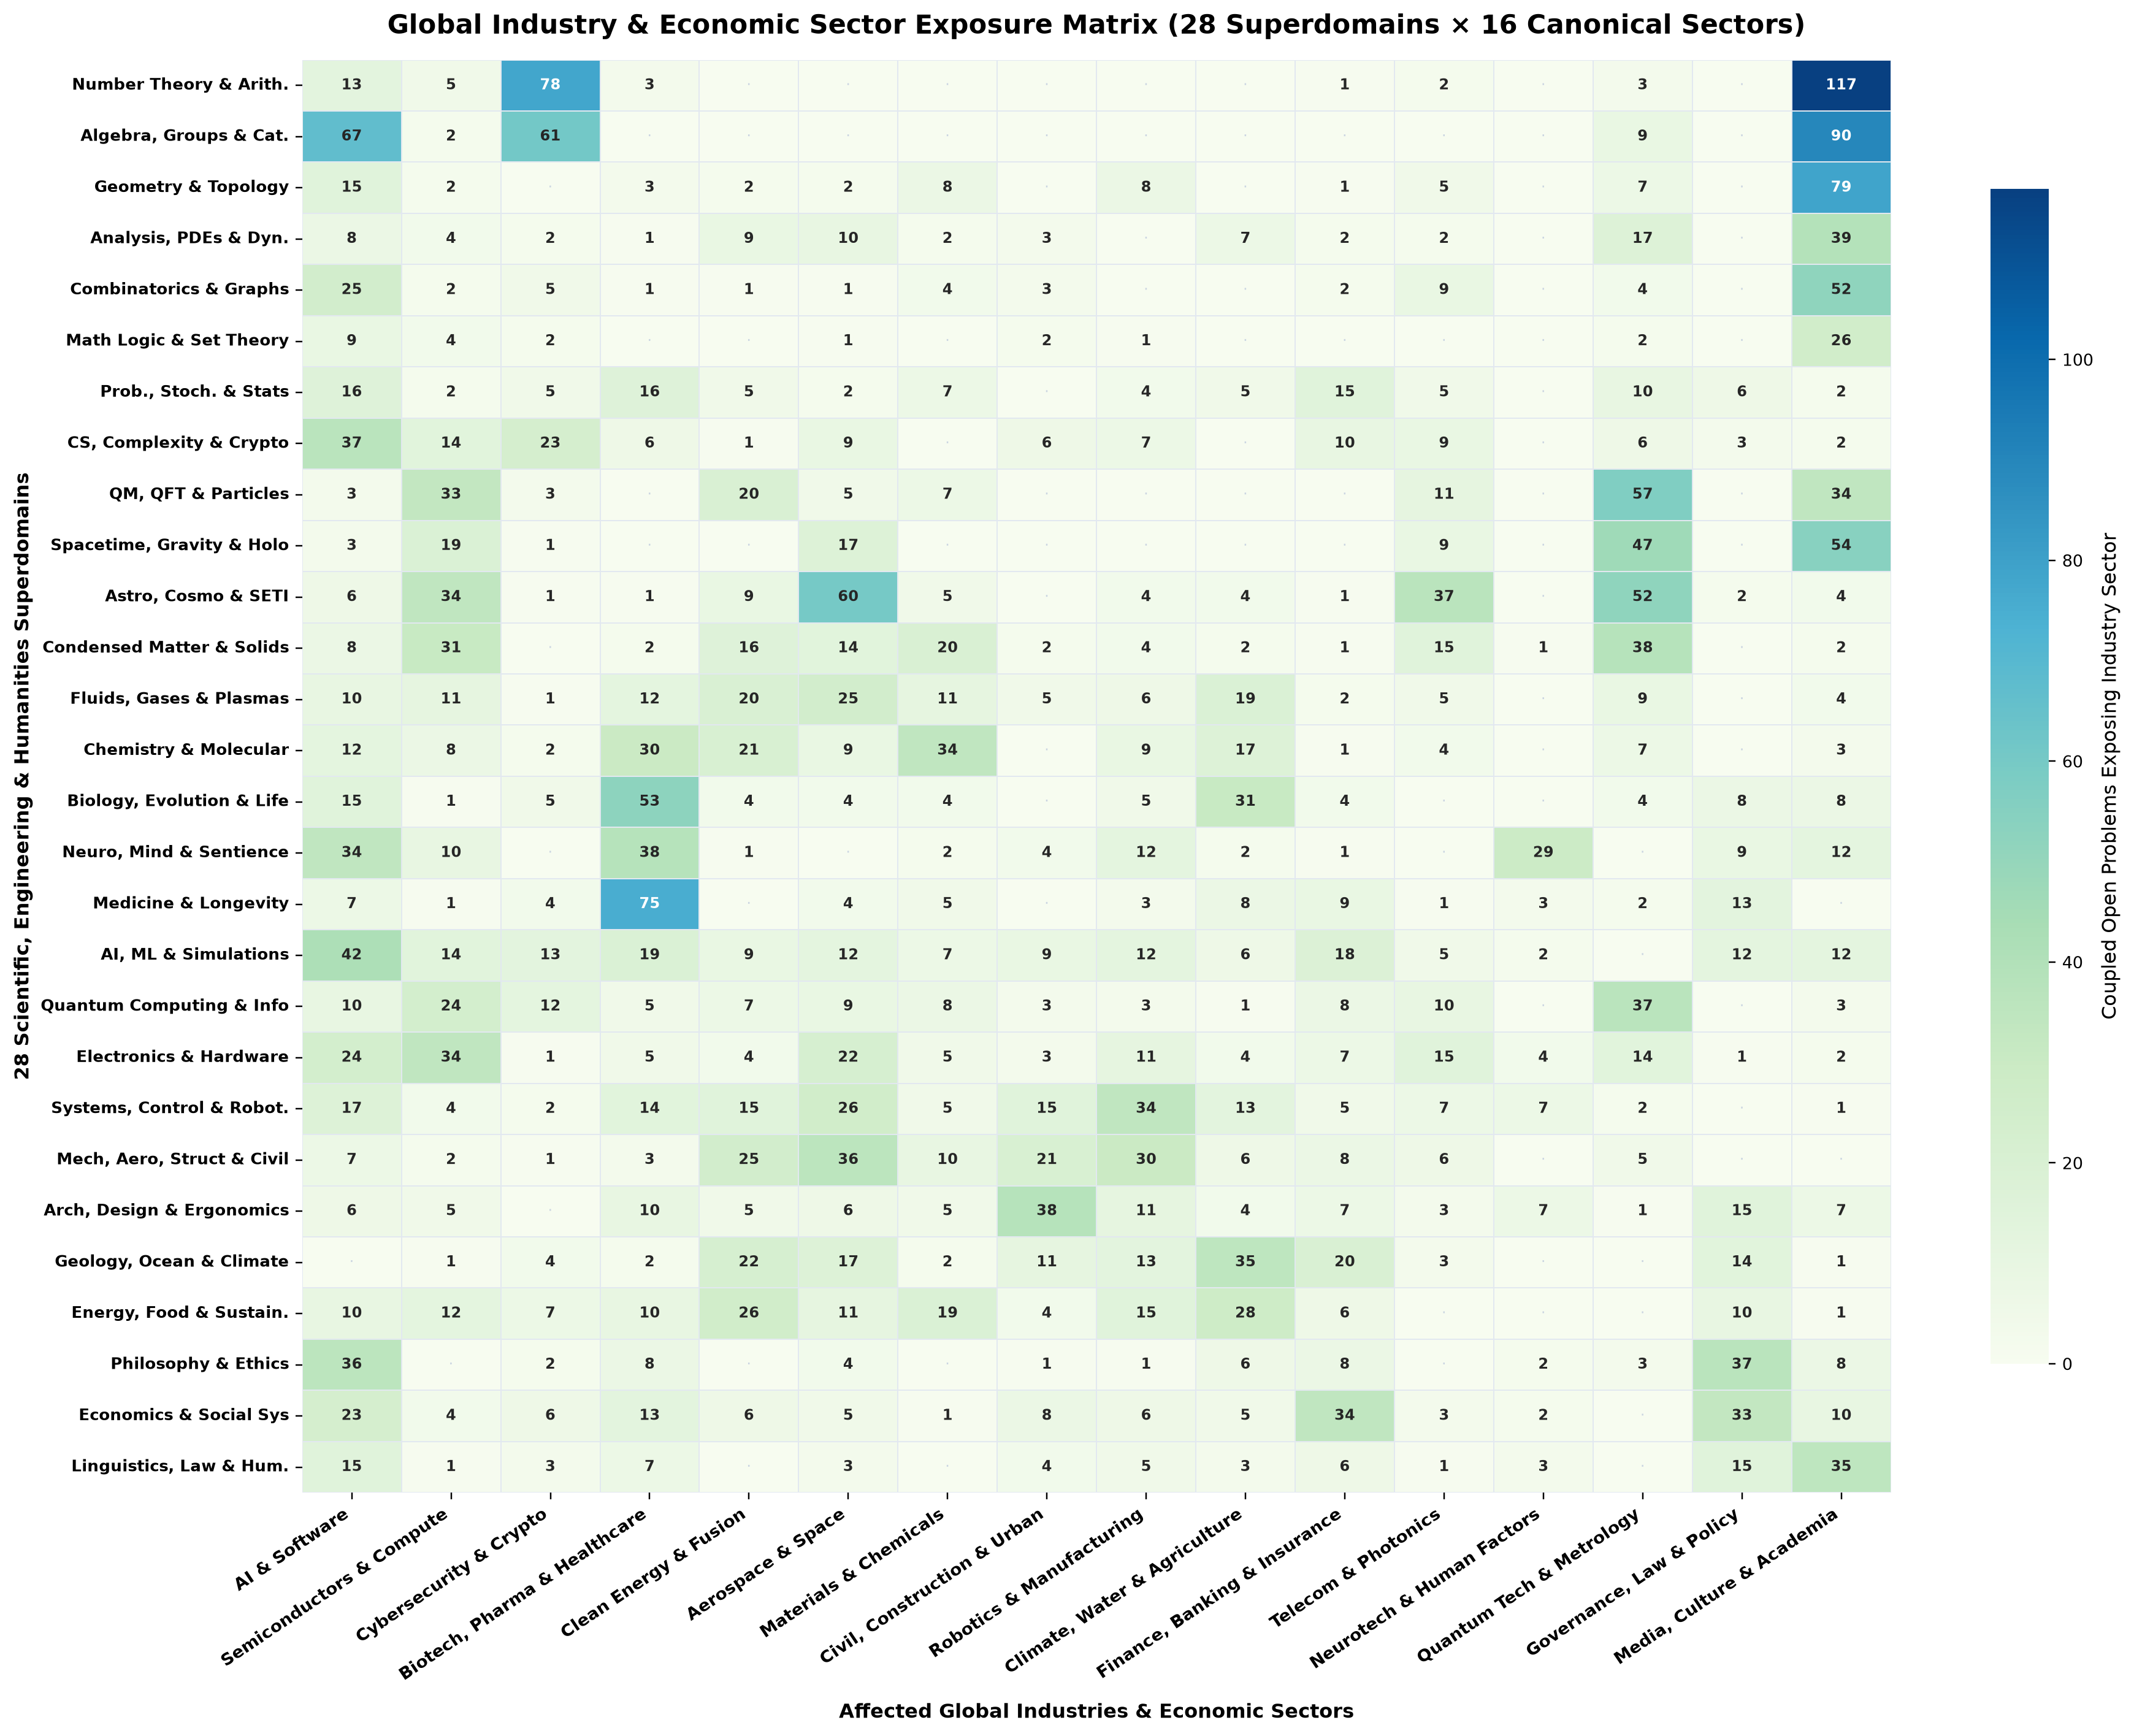 Global Industry & Economic Sector Exposure Matrix (28 Superdomains × 16 Canonical Sectors)
28 Scientific, Engineering & Humanities Superdomains
Number Theory & Arith. 13 5 78 3 · · · · · · 1 2 · 3 · 117
Algebra, Groups & Cat. 67 2 61 · · · · · · · · · · 9 · 90
Geometry & Topology 15 2 · 3 2 2 8 · 8 · 1 5 · 7 · 79
Analysis, PDEs & Dyn. 8 4 2 1 9 10 2 3 · 7 2 2 · 17 · 39
Combinatorics & Graphs 25 2 5 1 1 1 4 3 · · 2 9 · 4 · 52
Math Logic & Set Theory 9 4 2 · · 1 · 2 1 · · · · 2 · 26
Prob., Stoch. & Stats 16 2 5 16 5 2 7 · 4 5 15 5 · 10 6 2
CS, Complexity & Crypto 37 14 23 6 1 9 · 6 7 · 10 9 · 6 3 2
QM, QFT & Particles 3 33 3 · 20 5 7 · · · · 11 · 57 · 34
Spacetime, Gravity & Holo 3 19 1 · · 17 · · · · · 9 · 47 · 54
Astro, Cosmo & SETI 6 34 1 1 9 60 5 · 4 4 1 37 · 52 2 4
Condensed Matter & Solids 8 31 · 2 16 14 20 2 4 2 1 15 1 38 · 2
Fluids, Gases & Plasmas 10 11 1 12 20 25 11 5 6 19 2 5 · 9 · 4
Chemistry & Molecular 12 8 2 30 21 9 34 · 9 17 1 4 · 7 · 3
Biology, Evolution & Life 15 1 5 53 4 4 4 · 5 31 4 · · 4 8 8
Neuro, Mind & Sentience 34 10 · 38 1 · 2 4 12 2 1 · 29 · 9 12
Medicine & Longevity 7 1 4 75 · 4 5 · 3 8 9 1 3 2 13 ·
AI, ML & Simulations 42 14 13 19 9 12 7 9 12 6 18 5 2 · 12 12
Quantum Computing & Info 10 24 12 5 7 9 8 3 3 1 8 10 · 37 · 3
Electronics & Hardware 24 34 1 5 4 22 5 3 11 4 7 15 4 14 1 2
Systems, Control & Robot. 17 4 2 14 15 26 5 15 34 13 5 7 7 2 · 1
Mech, Aero, Struct & Civil 7 2 1 3 25 36 10 21 30 6 8 6 · 5 · ·
Arch, Design & Ergonomics 6 5 · 10 5 6 5 38 11 4 7 3 7 1 15 7
Geology, Ocean & Climate · 1 4 2 22 17 2 11 13 35 20 3 · · 14 1
Energy, Food & Sustain. 10 12 7 10 26 11 19 4 15 28 6 · · · 10 1
Philosophy & Ethics 36 · 2 8 · 4 · 1 1 6 8 · 2 3 37 8
Economics & Social Sys 23 4 6 13 6 5 1 8 6 5 34 3 2 · 33 10
Linguistics, Law & Hum. 15 1 3 7 · 3 · 4 5 3 6 1 3 · 15 35
AI & Software
Semiconductors & Compute
Cybersecurity & Crypto
Biotech, Pharma & Healthcare
Clean Energy & Fusion
Aerospace & Space
Materials & Chemicals
Civil, Construction & Urban
Robotics & Manufacturing
Climate, Water & Agriculture
Finance, Banking & Insurance
Telecom & Photonics
Neurotech & Human Factors
Quantum Tech & Metrology
Governance, Law & Policy
Media, Culture & Academia
Affected Global Industries & Economic Sectors
100
80
60
40
20
0
Coupled Open Problems Exposing Industry Sector